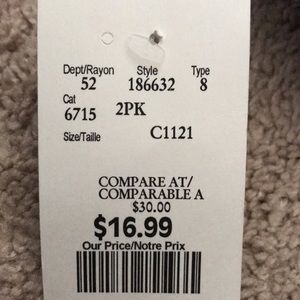 Dept/Rayon Style Type
52 186632 8
Cat
6715 2PK
Size/Taille C1121
COMPARE AT/
COMPARABLE A
$30.00
$16.99
Our Price/Notre Prix